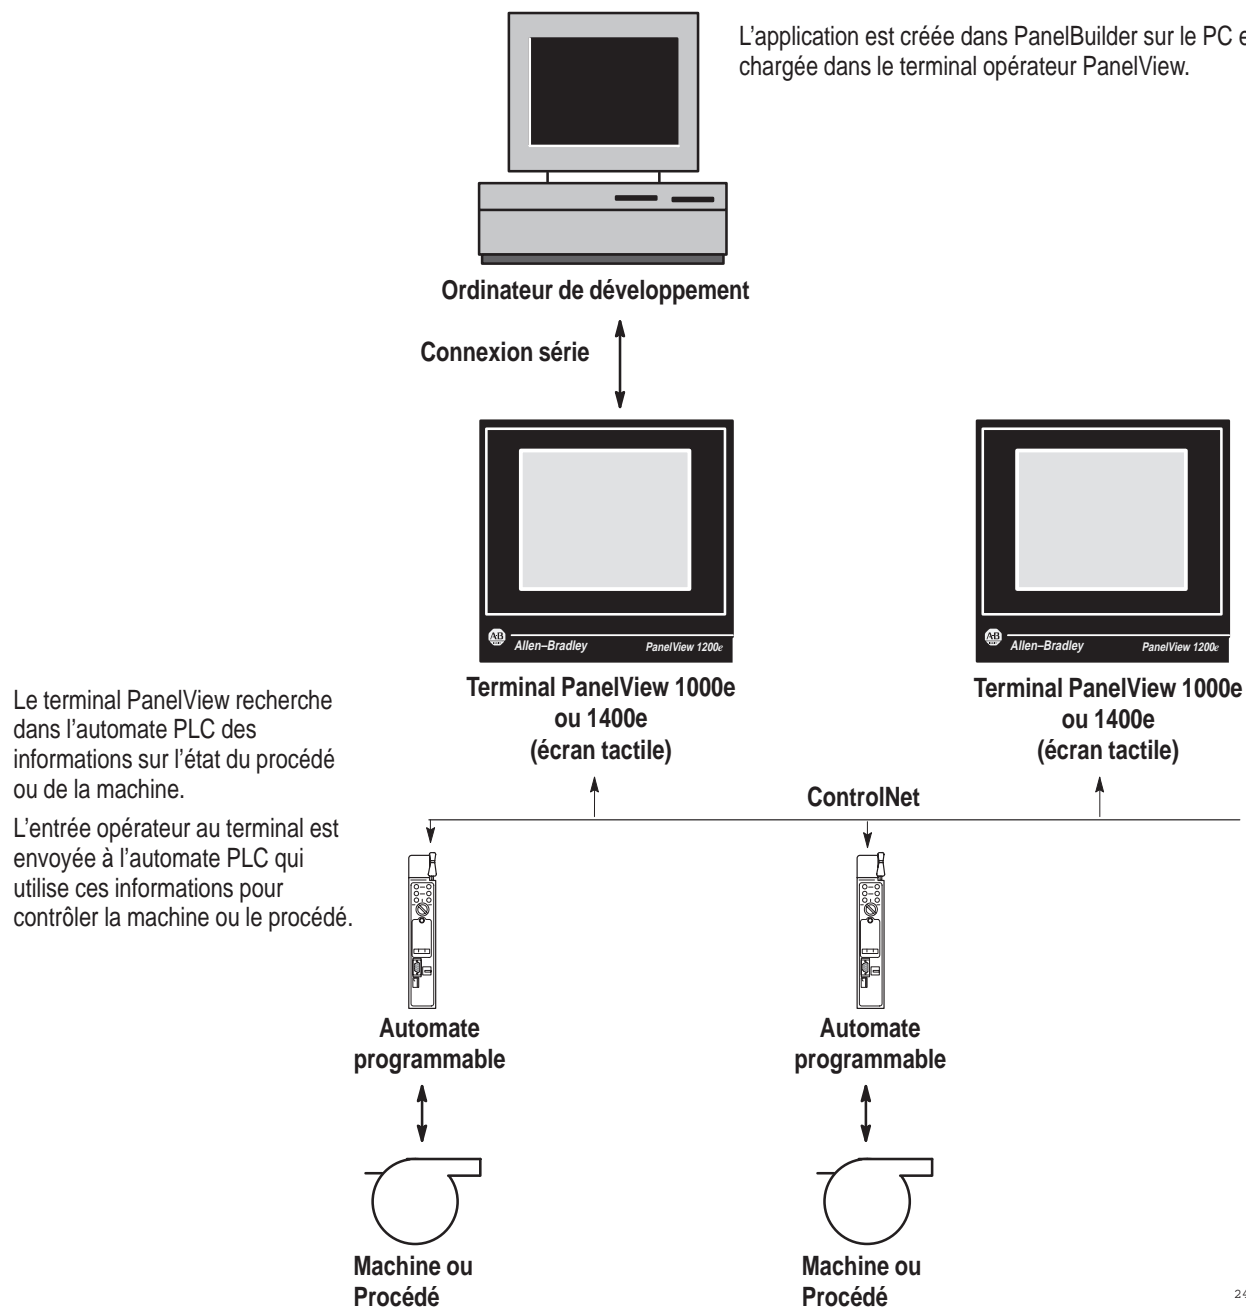 L’application est créée dans PanelBuilder sur le PC e
chargée dans le terminal opérateur PanelView.
Ordinateur de développement
Connexion série
A·B
Allen–Bradley PanelView 1200e
A·B
Allen–Bradley PanelView 1200e
Terminal PanelView 1000e
ou 1400e
(écran tactile)
Terminal PanelView 1000e
ou 1400e
(écran tactile)
Le terminal PanelView recherche
dans l’automate PLC des
informations sur l’état du procédé
ou de la machine.
L’entrée opérateur au terminal est
envoyée à l’automate PLC qui
utilise ces informations pour
contrôler la machine ou le procédé.
ControlNet
Automate
programmable
Automate
programmable
Machine ou
Procédé
Machine ou
Procédé
24